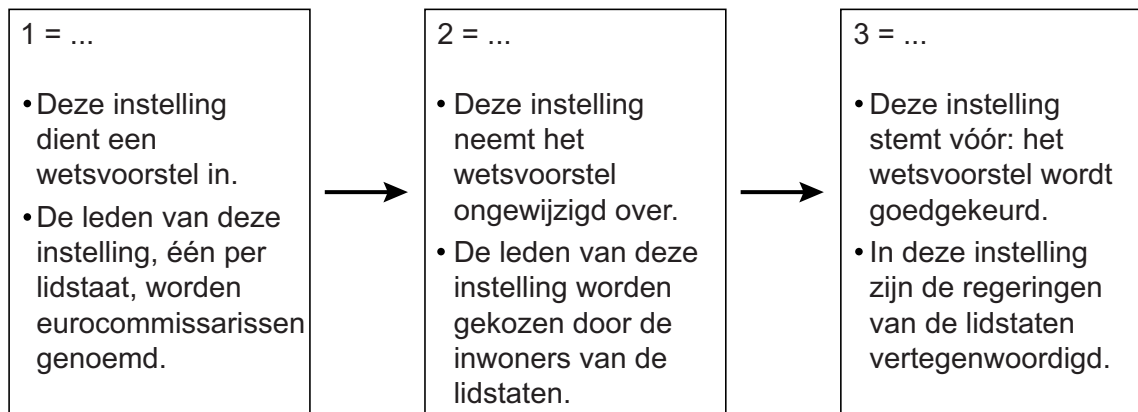 1 = ...
• Deze instelling
dient een
wetsvoorstel in.
• De leden van deze
instelling, één per
lidstaat, worden
eurocommissarissen
genoemd.
2 = ...
• Deze instelling
neemt het
wetsvoorstel
ongewijzigd over.
• De leden van deze
instelling worden
gekozen door de
inwoners van de
lidstaten.
3 = ...
• Deze instelling
stemt vóór: het
wetsvoorstel wordt
goedgekeurd.
• In deze instelling
zijn de regeringen
van de lidstaten
vertegenwoordigd.